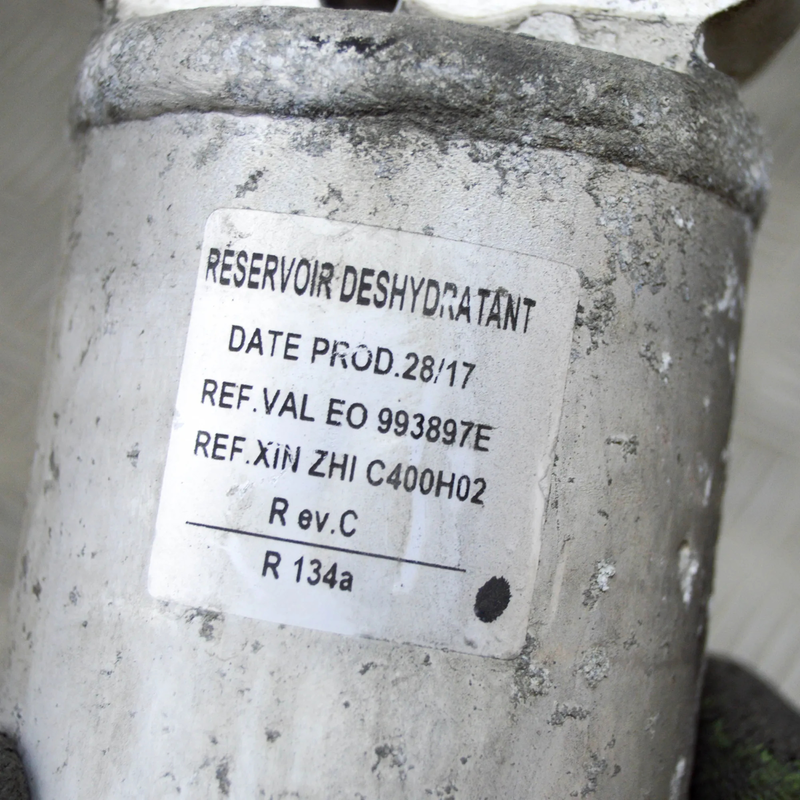 RESERVOIR DESHYDRATANT
DATE PROD.28/17
REF.VAL EO 993897E
REF.XIN ZHI C400H02
R ev.C
R 134a